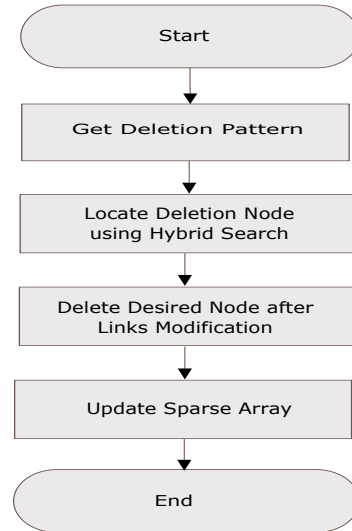 Start
Get Deletion Pattern
Locate Deletion Node
using Hybrid Search
Delete Desired Node after
Links Modification
Update Sparse Array
End